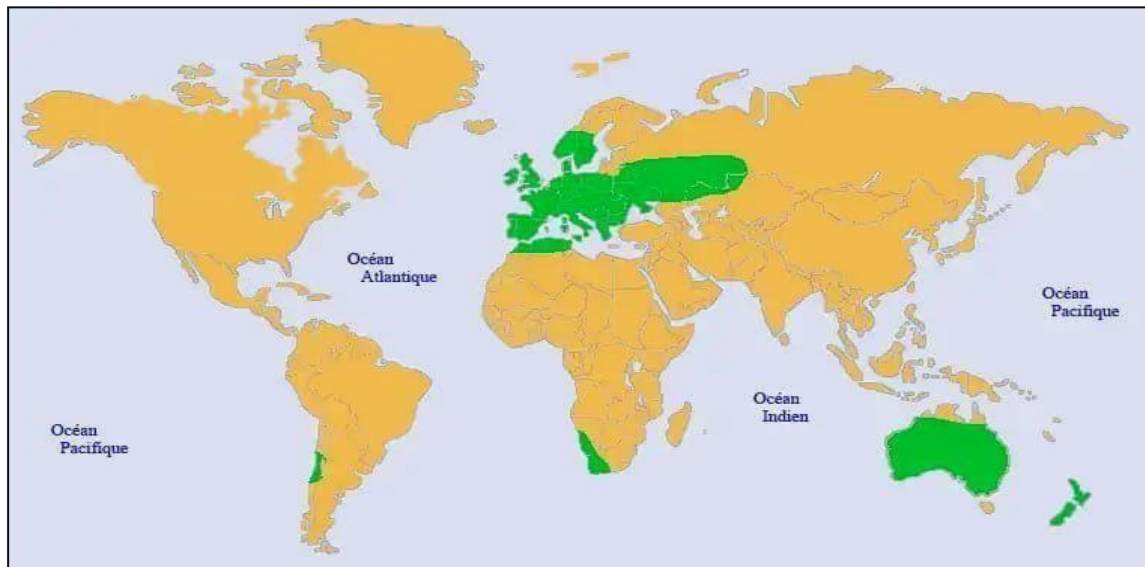 Océan
Atlantique
Océan
Pacifique
Océan
Indien
Océan
Pacifique